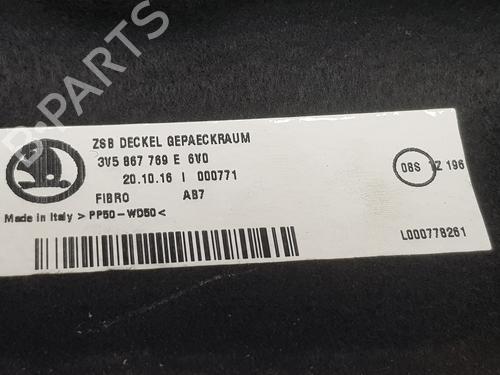 ZSB DECKEL GEPAECKRAUM
3V5 867 769 E 6V0
20.10.16 | 000771
FIBRO AB7
Made in Italy > PP50-WD50 <
08S 1Z 196
L000778261
B-PARTS